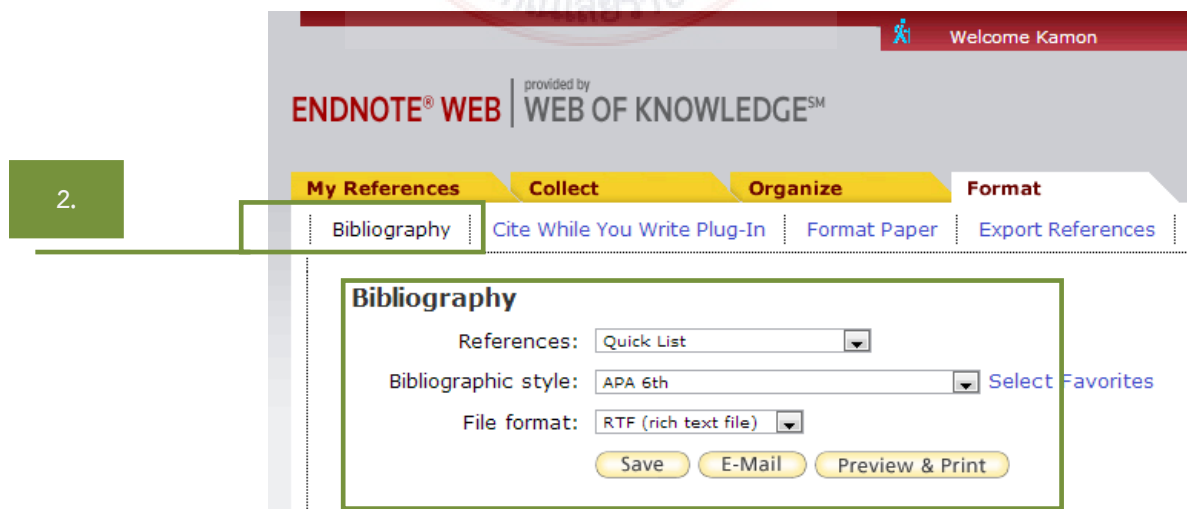 Welcome Kamon
provided by
ENDNOTE® WEB WEB OF KNOWLEDGE℠
2.
My References Collect Organize Format
Bibliography Cite While You Write Plug-In Format Paper Export References
Bibliography
References: Quick List
Bibliographic style: APA 6th Select Favorites
File format: RTF (rich text file)
Save E-Mail Preview & Print